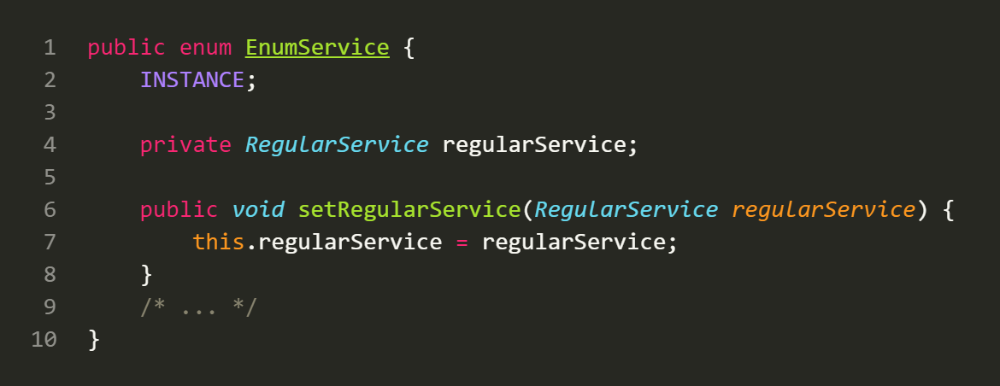 1 public enum EnumService {
2 INSTANCE;
3
4 private RegularService regularService;
5
6 public void setRegularService(RegularService regularService) {
7 this.regularService = regularService;
8 }
9 /* ... */
10 }